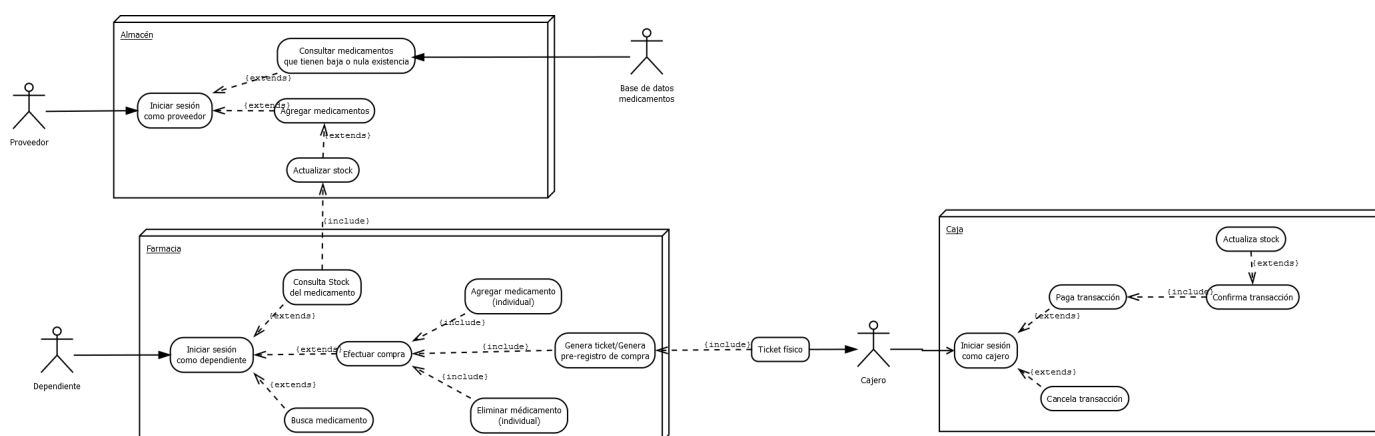 Almacén
Consultar medicamentos
que tienen baja o nula existencia
{extends}
Iniciar sesión
como proveedor
{extends}
Agregar medicamentos
{extends}
Actualizar stock
Proveedor
Base de datos
medicamentos
{include}
Farmacia
Consulta Stock
del medicamento
{extends}
Agregar medicamento
(individual)
{include}
Iniciar sesión
como dependiente
{extends}
Efectuar compra
{include}
Genera ticket/Genera
pre-registro de compra
{include}
Ticket físico
{extends}
{include}
Busca medicamento
Eliminar médicamento
(individual)
Dependiente
Cajero
Caja
Actualiza stock
{extends}
Paga transacción
{include}
Confirma transacción
{extends}
Iniciar sesión
como cajero
{extends}
Cancela transacción